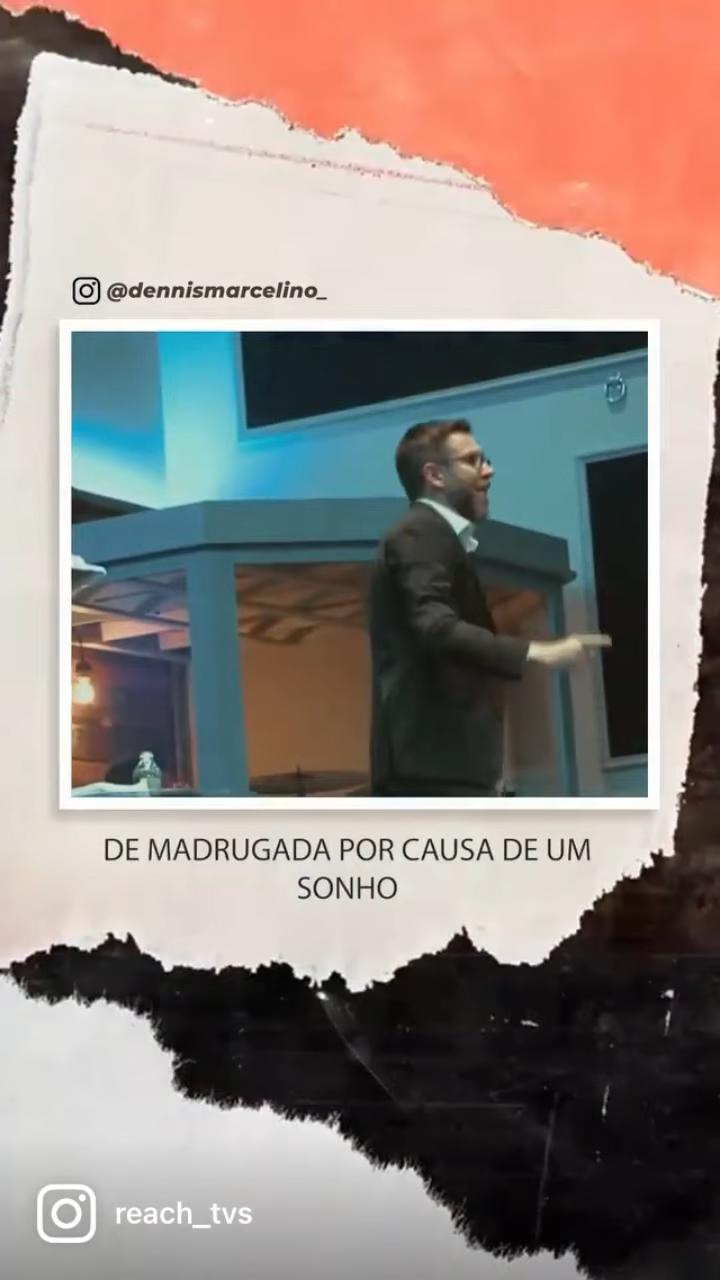 @dennismarcelino_
DE MADRUGADA POR CAUSA DE UM
SONHO
reach_tvs